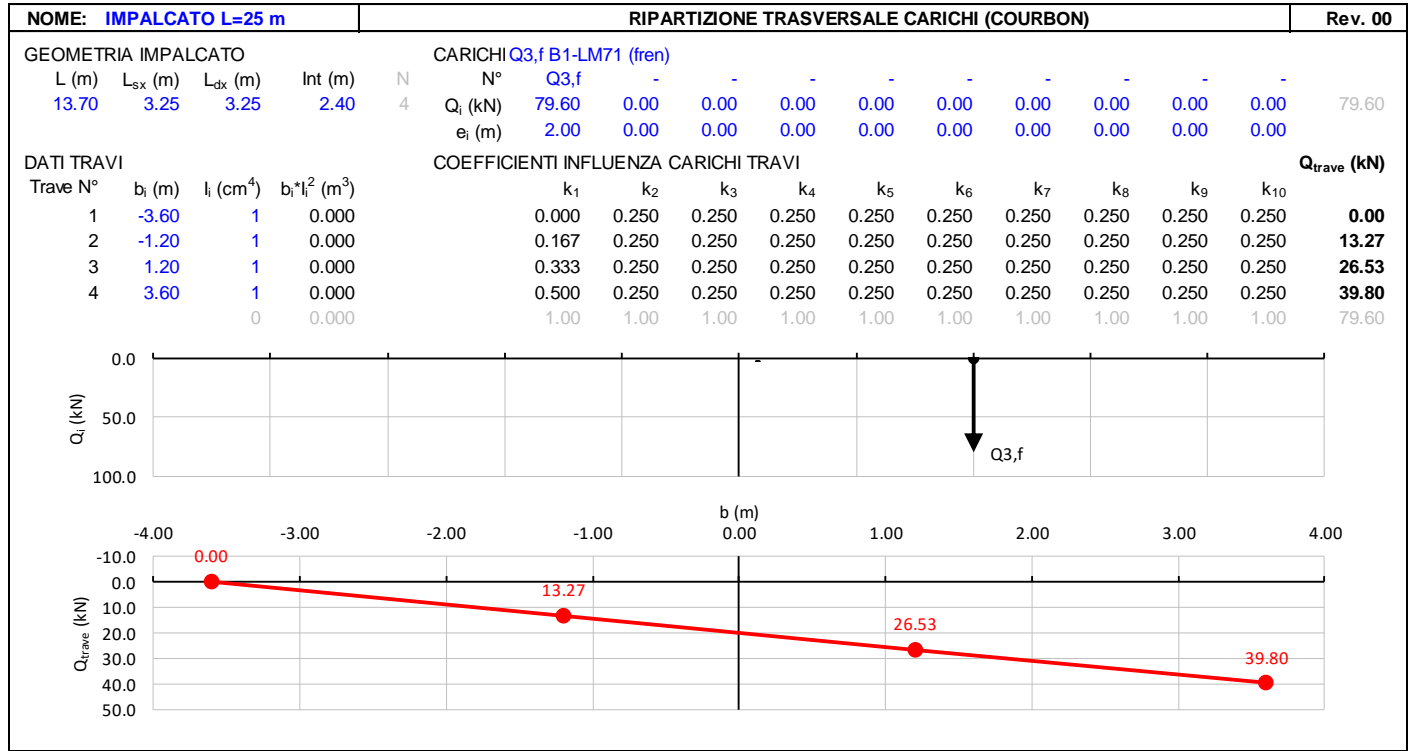 NOME: IMPALCATO L=25 m RIPARTIZIONE TRASVERSALE CARICHI (COURBON) Rev. 00
GEOMETRIA IMPALCATO CARICHI Q3,f B1-LM71 (fren)
L (m) Lsx (m) Ldx (m) Int (m) N N° Q3,f - - - - - - - - -
13.70 3.25 3.25 2.40 4 Qi (kN) 79.60 0.00 0.00 0.00 0.00 0.00 0.00 0.00 0.00 0.00 79.60
ei (m) 2.00 0.00 0.00 0.00 0.00 0.00 0.00 0.00 0.00 0.00
DATI TRAVI COEFFICIENTI INFLUENZA CARICHI TRAVI Qtrave (kN)
Trave N° bi (m) Ii (cm⁴) bi*Ii² (m³) k1 k2 k3 k4 k5 k6 k7 k8 k9 k10
1 -3.60 1 0.000 0.000 0.250 0.250 0.250 0.250 0.250 0.250 0.250 0.250 0.250 0.00
2 -1.20 1 0.000 0.167 0.250 0.250 0.250 0.250 0.250 0.250 0.250 0.250 0.250 13.27
3 1.20 1 0.000 0.333 0.250 0.250 0.250 0.250 0.250 0.250 0.250 0.250 0.250 26.53
4 3.60 1 0.000 0.500 0.250 0.250 0.250 0.250 0.250 0.250 0.250 0.250 0.250 39.80
0 0.000 1.00 1.00 1.00 1.00 1.00 1.00 1.00 1.00 1.00 1.00 79.60
0.0
50.0
100.0
Qi (kN)
-
Q3,f
b (m)
-4.00 -3.00 -2.00 -1.00 0.00 1.00 2.00 3.00 4.00
-10.0
0.0
10.0
20.0
30.0
40.0
50.0
Qtrave (kN)
0.00
13.27
26.53
39.80